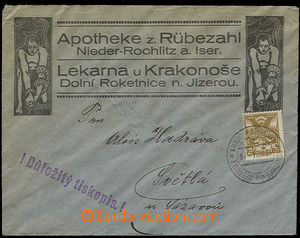 Apotheke z. Rübezahl
Nieder-Rochlitz a. Iser.
Lekarna u Krakonoše
Dolní Roketnice n. Jizerou.
Pan
Alois Hadrava
Světlá
n Sázavou
! Důležitý tiskopis !